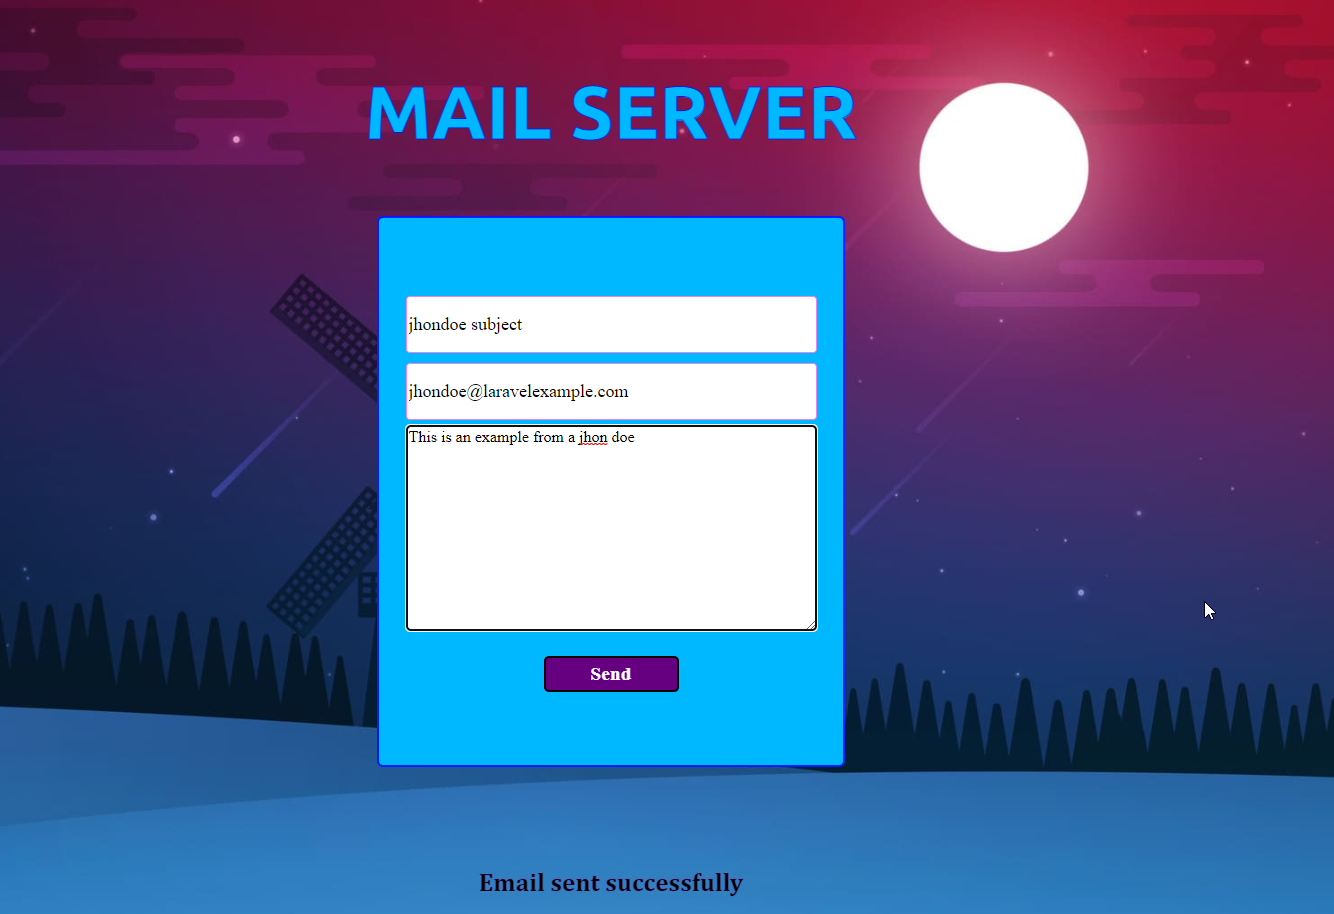 MAIL SERVER
jhondoe subject
jhondoe@laravelexample.com
This is an example from a jhon doe
Send
Email sent successfully